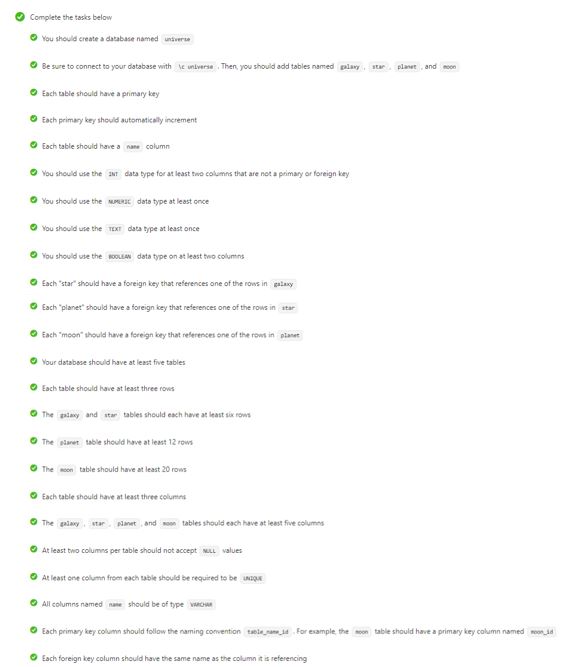 Complete the tasks below
You should create a database named universe
Be sure to connect to your database with \c universe . Then, you should add tables named galaxy , star , planet , and moon
Each table should have a primary key
Each primary key should automatically increment
Each table should have a name column
You should use the INT data type for at least two columns that are not a primary or foreign key
You should use the NUMERIC data type at least once
You should use the TEXT data type at least once
You should use the BOOLEAN data type on at least two columns
Each "star" should have a foreign key that references one of the rows in galaxy
Each "planet" should have a foreign key that references one of the rows in star
Each "moon" should have a foreign key that references one of the rows in planet
Your database should have at least five tables
Each table should have at least three rows
The galaxy and star tables should each have at least six rows
The planet table should have at least 12 rows
The moon table should have at least 20 rows
Each table should have at least three columns
The galaxy , star , planet , and moon tables should each have at least five columns
At least two columns per table should not accept NULL values
At least one column from each table should be required to be UNIQUE
All columns named name should be of type VARCHAR
Each primary key column should follow the naming convention table_name_id . For example, the moon table should have a primary key column named moon_id
Each foreign key column should have the same name as the column it is referencing